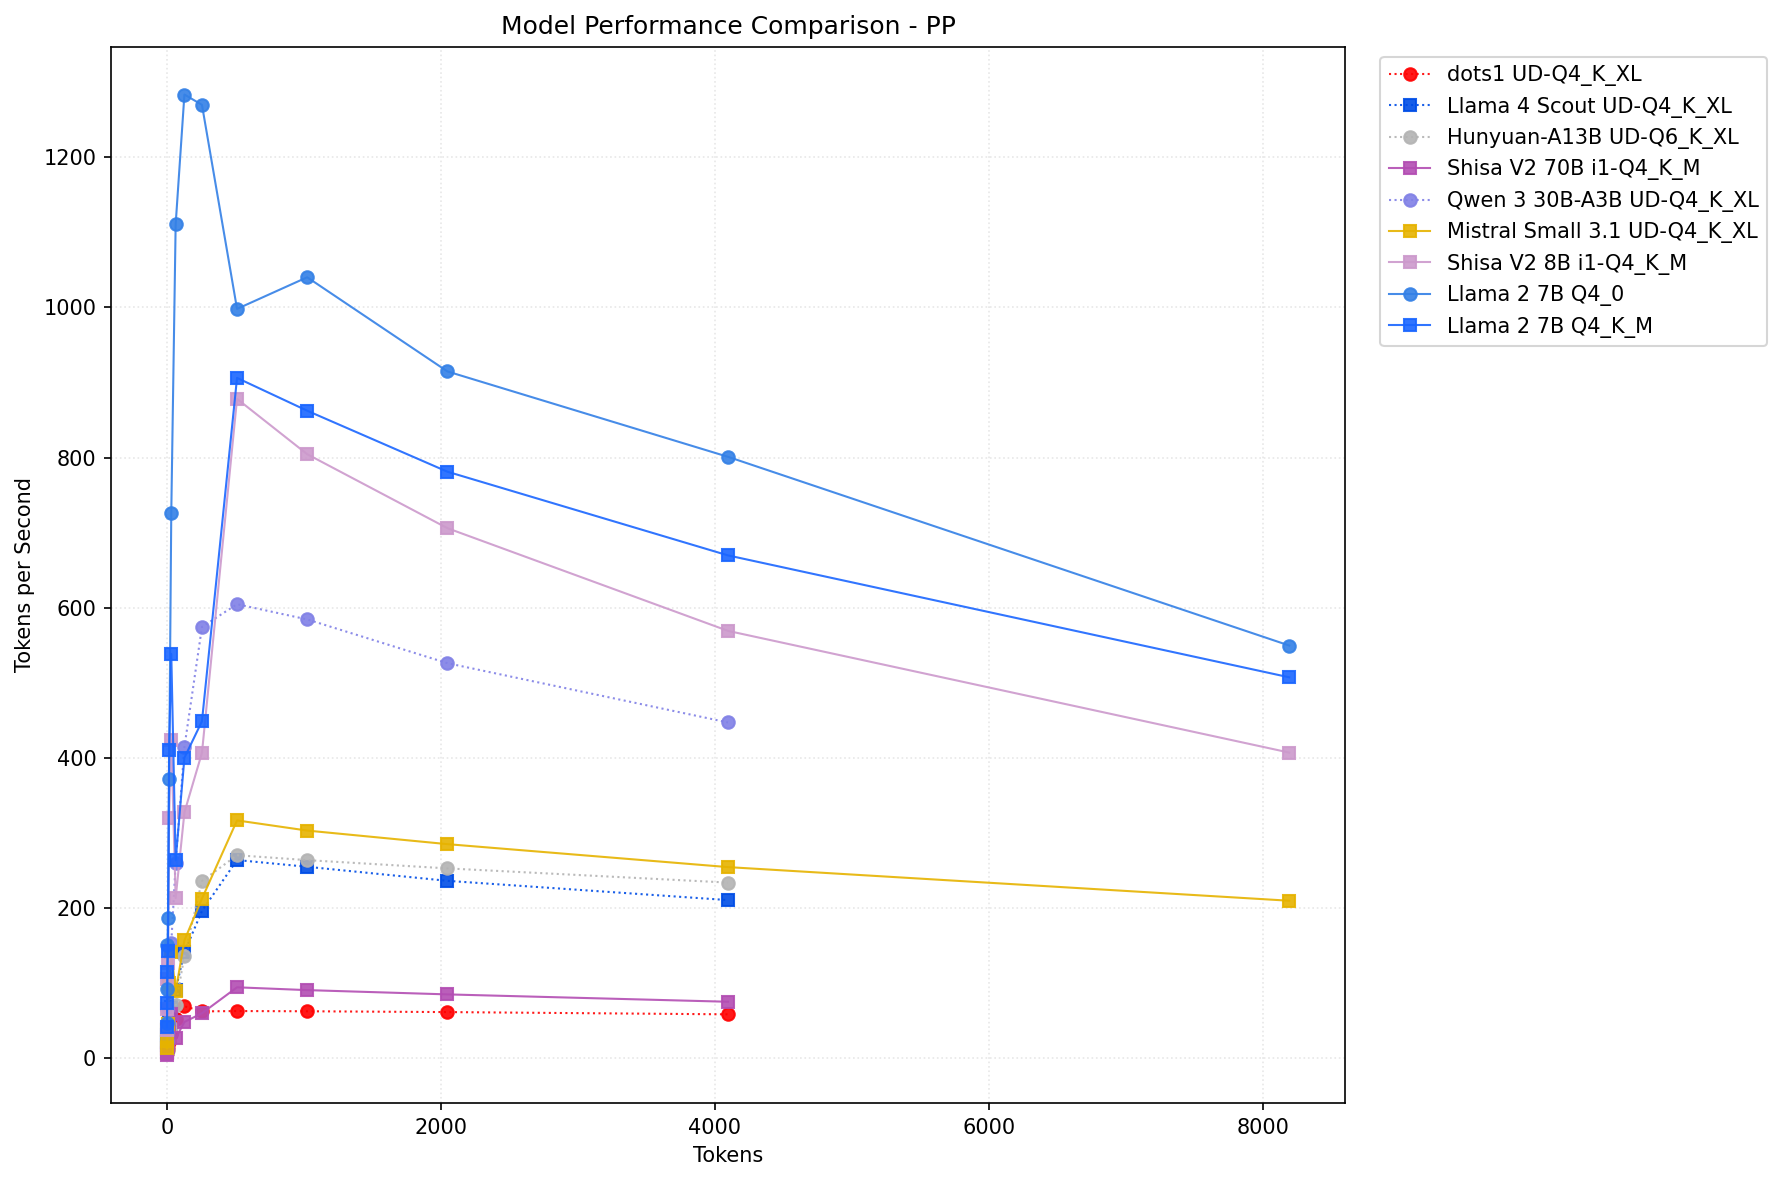 Model Performance Comparison - PP
dots1 UD-Q4_K_XL
Llama 4 Scout UD-Q4_K_XL
Hunyuan-A13B UD-Q6_K_XL
Shisa V2 70B i1-Q4_K_M
Qwen 3 30B-A3B UD-Q4_K_XL
Mistral Small 3.1 UD-Q4_K_XL
Shisa V2 8B i1-Q4_K_M
Llama 2 7B Q4_0
Llama 2 7B Q4_K_M
Tokens per Second
1200
1000
800
600
400
200
0
0 2000 4000 6000 8000
Tokens